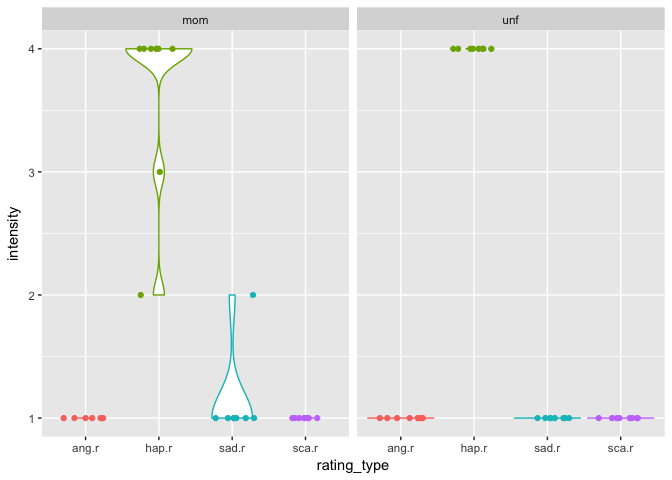 mom unf
intensity
4
3
2
1
ang.r hap.r sad.r sca.r ang.r hap.r sad.r sca.r
rating_type